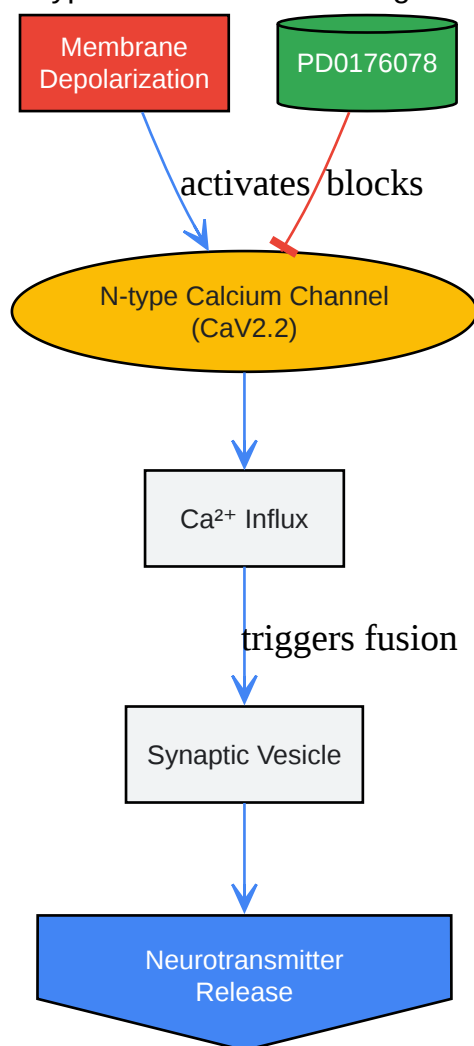 Membrane
Depolarization
PD0176078
activates
blocks
N-type Calcium Channel
(CaV2.2)
Ca²⁺ Influx
triggers fusion
Synaptic Vesicle
Neurotransmitter
Release